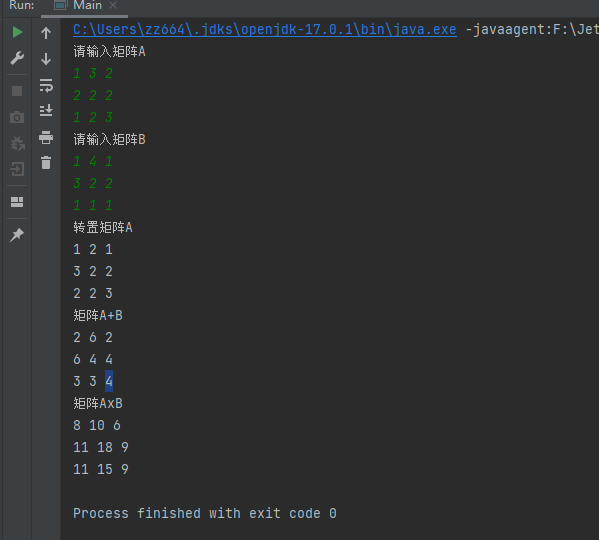 Run: Main ×
C:\Users\zz664\.jdks\openjdk-17.0.1\bin\java.exe -javaagent:F:\Jet
请输入矩阵A
1 3 2
2 2 2
1 2 3
请输入矩阵B
1 4 1
3 2 2
1 1 1
转置矩阵A
1 2 1
3 2 2
2 2 3
矩阵A+B
2 6 2
6 4 4
3 3 4
矩阵AxB
8 10 6
11 18 9
11 15 9
Process finished with exit code 0